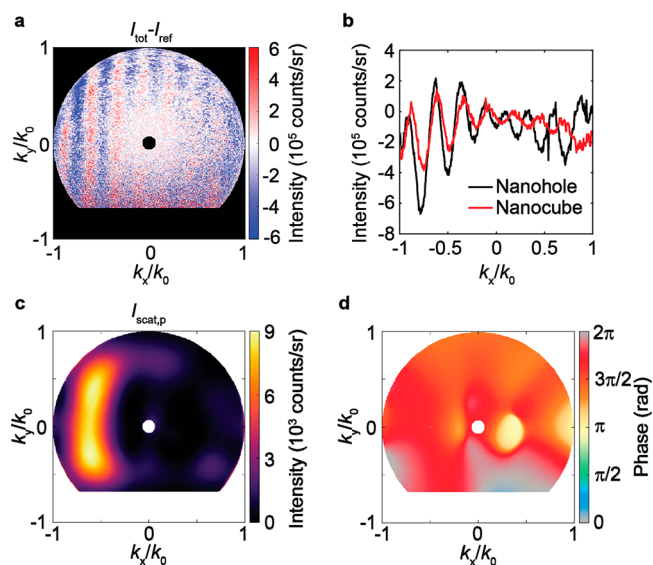 a
I_tot-I_ref
1
0
-1
k_y/k_0
-1
0
1
k_x/k_0
6
4
2
0
-2
-4
-6
Intensity (10^5 counts/sr)
b
Intensity (10^5 counts/sr)
4
2
0
-2
-4
-6
-8
Nanohole
Nanocube
-1
-0.5
0
0.5
1
k_x/k_0
c
I_scat,p
1
0
-1
k_y/k_0
-1
0
1
k_x/k_0
9
6
3
0
Intensity (10^3 counts/sr)
d
1
0
-1
k_y/k_0
-1
0
1
k_x/k_0
2π
3π/2
π
π/2
0
Phase (rad)